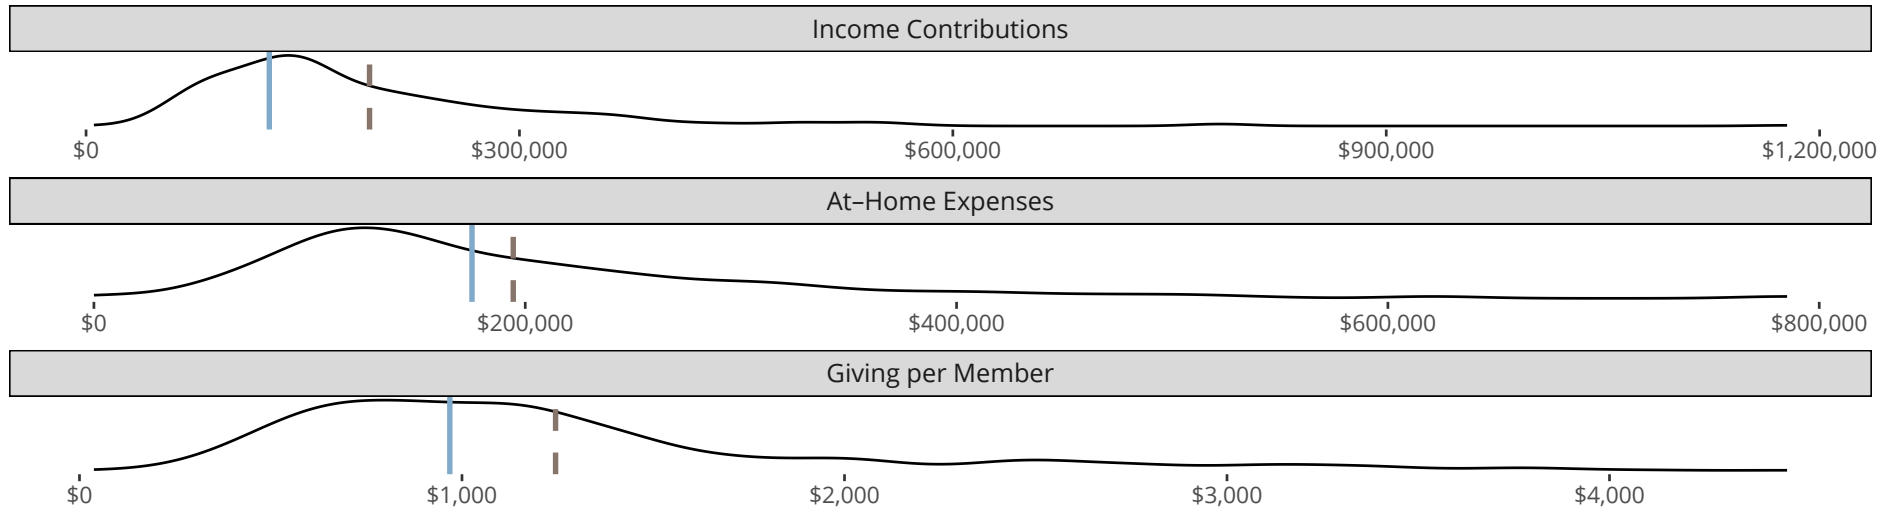 Income Contributions
$0 $300,000 $600,000 $900,000 $1,200,000
At–Home Expenses
$0 $200,000 $400,000 $600,000 $800,000
Giving per Member
$0 $1,000 $2,000 $3,000 $4,000